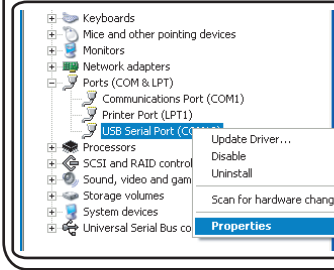 Keyboards
Mice and other pointing devices
Monitors
Network adapters
Ports (COM & LPT)
Communications Port (COM1)
Printer Port (LPT1)
USB Serial Port
Processors
SCSI and RAID control
Sound, video and gam
Storage volumes
System devices
Universal Serial Bus co
Update Driver...
Disable
Uninstall
Scan for hardware chang
Properties